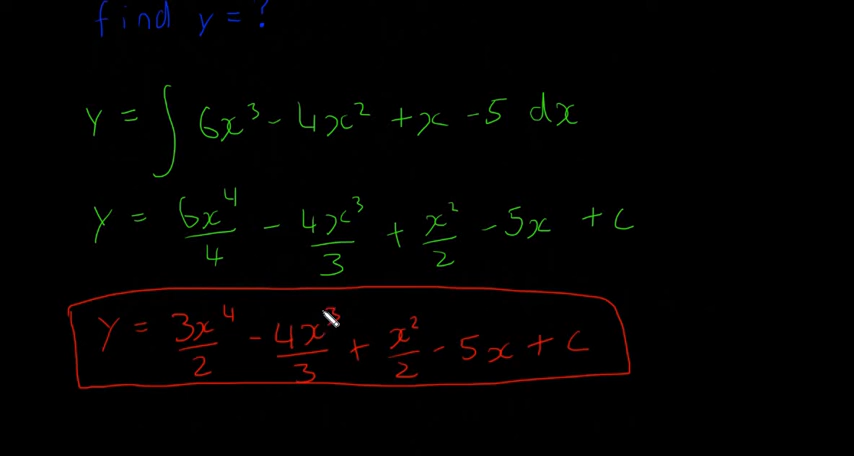 find y = ?
y = ∫ 6x³ - 4x² + x - 5 dx
y = 6x⁴/4 - 4x³/3 + x²/2 - 5x + c
y = 3x⁴/2 - 4x³/3 + x²/2 - 5x + c